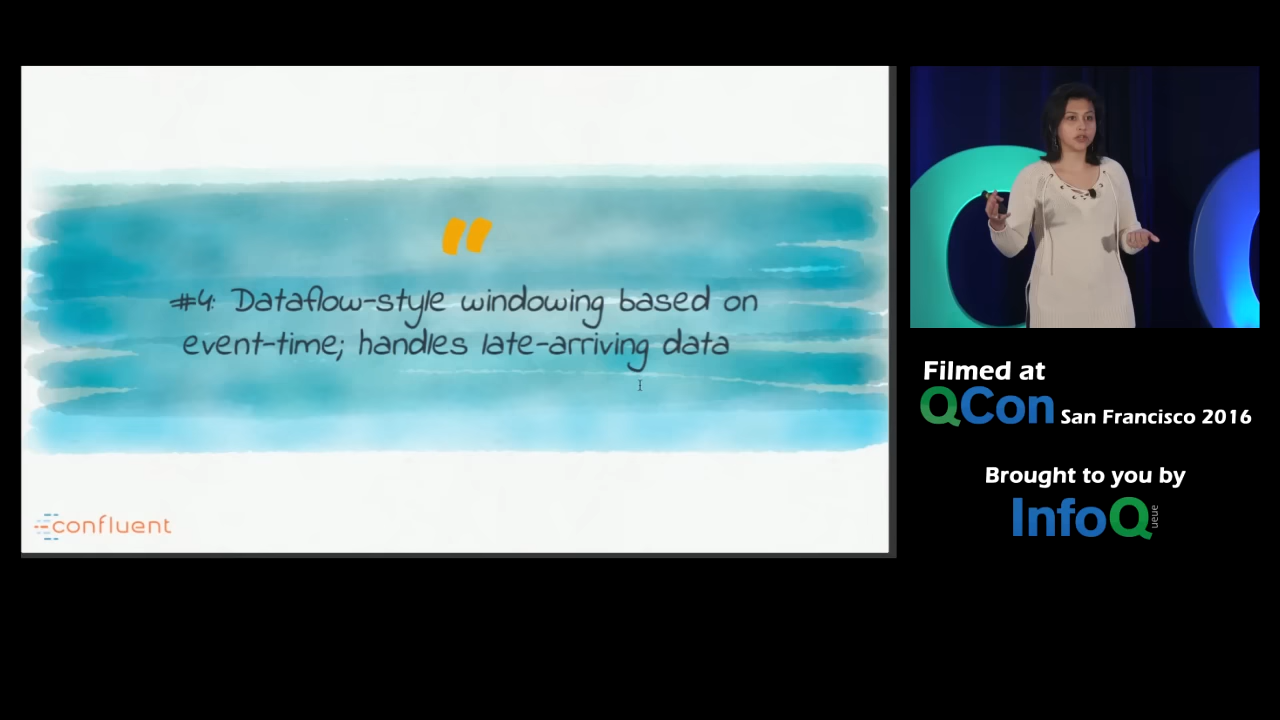 “
#4: Dataflow-style windowing based on
event-time; handles late-arriving data
confluent
Filmed at
QCon San Francisco 2016
Brought to you by
InfoQueue